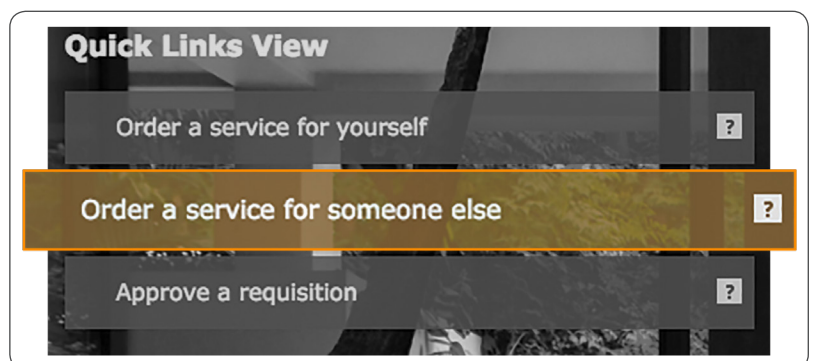 Quick Links View
Order a service for yourself
?
Order a service for someone else
?
Approve a requisition
?